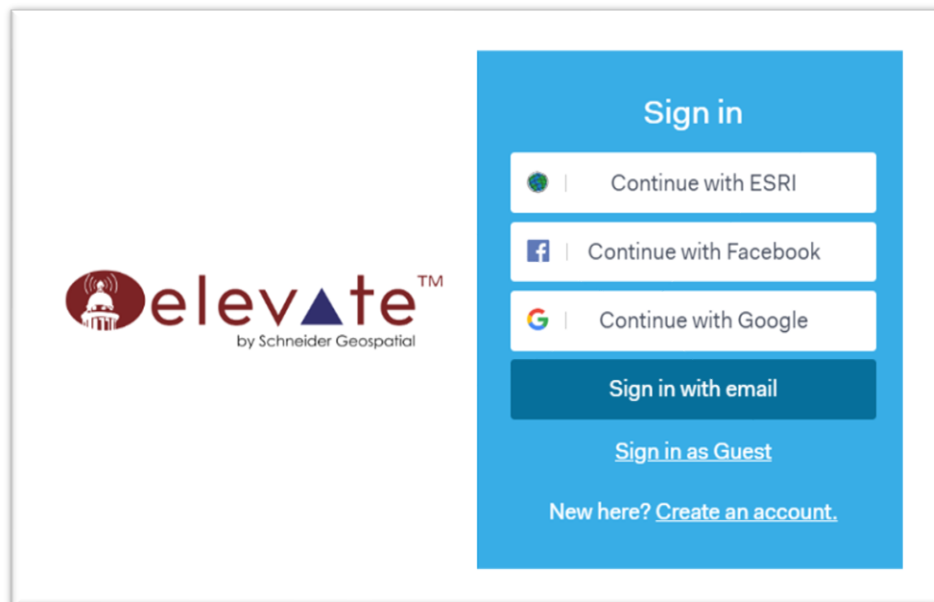 elevate™
by Schneider Geospatial
Sign in
Continue with ESRI
Continue with Facebook
Continue with Google
Sign in with email
Sign in as Guest
New here? Create an account.